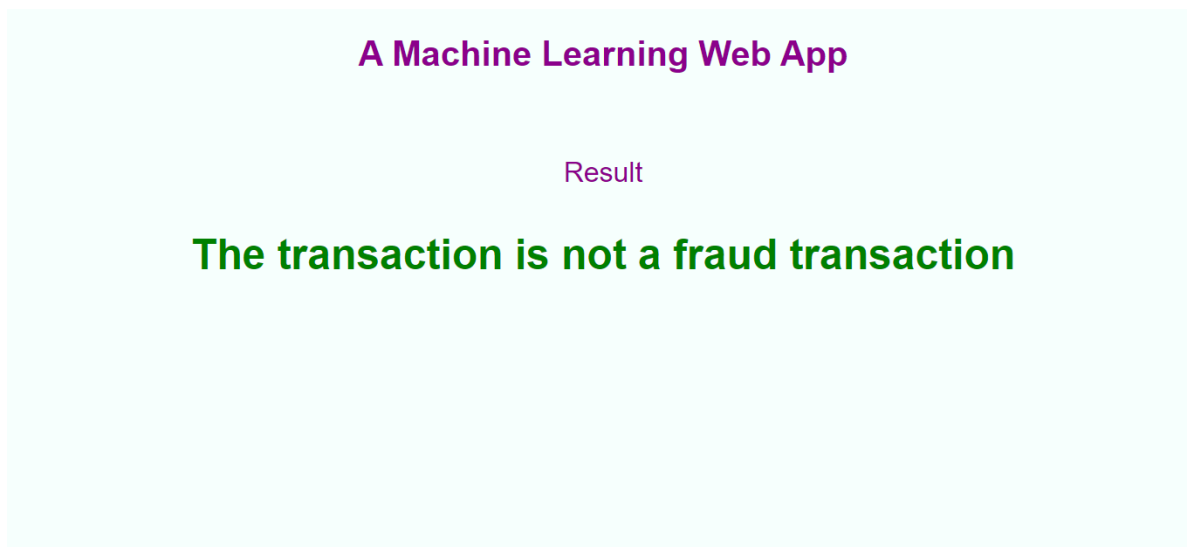 A Machine Learning Web App
Result
The transaction is not a fraud transaction